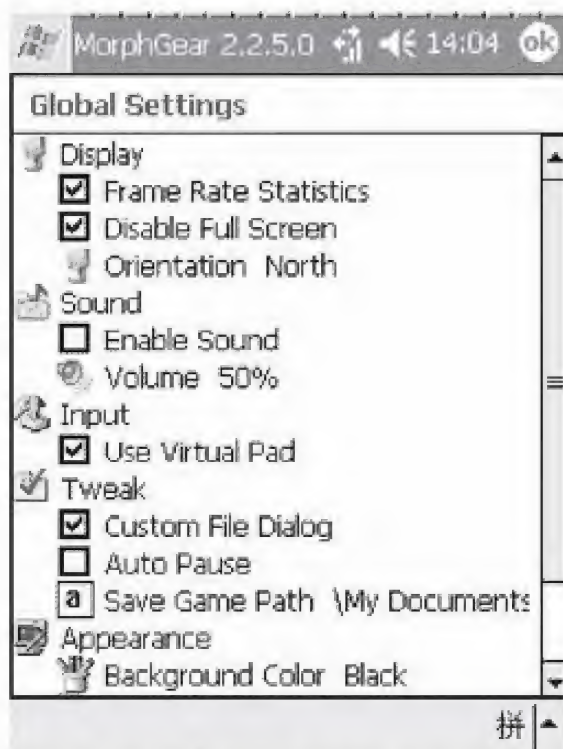 MorphGear 2.2.5.0 14:04 ok
Global Settings
Display
Frame Rate Statistics
Disable Full Screen
Orientation North
Sound
Enable Sound
Volume 50%
Input
Use Virtual Pad
Tweak
Custom File Dialog
Auto Pause
a Save Game Path \My Documents
Appearance
Background Color Black
拼